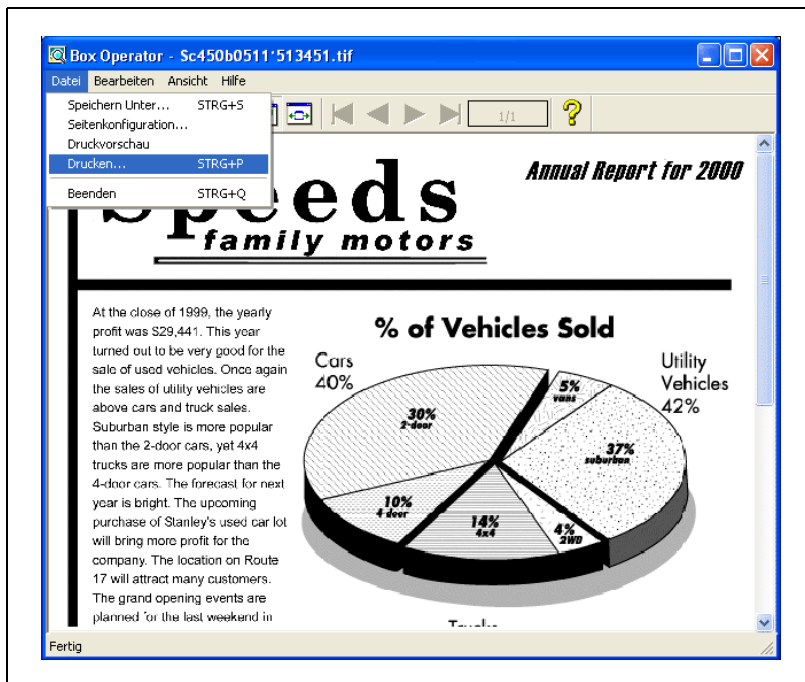 Box Operator - Sc450b0511*513451.tif
Datei Bearbeiten Ansicht Hilfe
Speichern Unter... STRG+S
Seitenkonfiguration...
Druckvorschau
Drucken... STRG+P
Beenden STRG+Q
1/1
Annual Report for 2000
Speeds
family motors
At the close of 1999, the yearly
profit was $29,441. This year
turned out to be very good for the
sale of used vehicles. Once again
the sales of utility vehicles are
above cars and truck sales.
Suburban style is more popular
than the 2-door cars, yet 4x4
trucks are more popular than the
4-door cars. The forecast for next
year is bright. The upcoming
purchase of Stanley's used car lot
will bring more profit for the
company. The location on Route
17 will attract many customers.
The grand opening events are
planned for the last weekend in
% of Vehicles Sold
Cars
40%
Utility
Vehicles
42%
5%
vans
30%
2-door
37%
suburban
10%
4 door
14%
4x4
4%
2WD
Trucks
Fertig